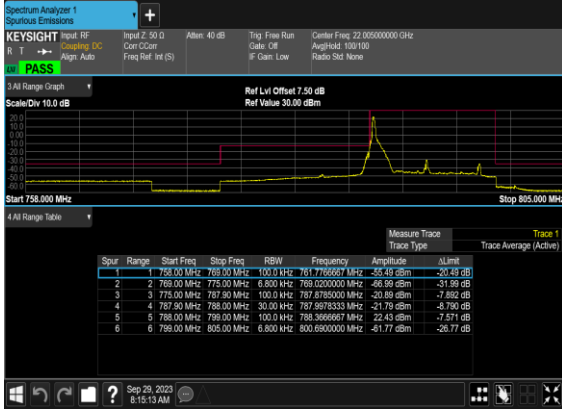 Spectrum Analyzer 1
Spurious Emissions
+
KEYSIGHT Input: RF Input Z: 50 Ω Atten: 40 dB Trig: Free Run Center Freq: 22.005000000 GHz
R T Coupling: DC Corr CCorr Gate: Off Avg|Hold: 100/100
Align: Auto Freq Ref: Int (S) IF Gain: Low Radio Std: None
PASS
3 All Range Graph
Ref Lvl Offset 7.50 dB
Scale/Div 10.0 dB Ref Value 30.00 dBm
20.0
10.0
0.00
-10.0
-20.0
-30.0
-40.0
-50.0
-60.0
Start 758.000 MHz Stop 805.000 MHz
4 All Range Table
Measure Trace Trace 1
Trace Type Trace Average (Active)
Spur Range Start Freq Stop Freq RBW Frequency Amplitude ΔLimit
1 1 758.00 MHz 769.00 MHz 100.0 kHz 761.7766667 MHz -55.49 dBm -20.49 dB
2 2 769.00 MHz 775.00 MHz 6.800 kHz 769.0200000 MHz -66.99 dBm -31.99 dB
3 3 775.00 MHz 787.90 MHz 100.0 kHz 787.8785000 MHz -20.89 dBm -7.892 dB
4 4 787.90 MHz 788.00 MHz 30.00 kHz 787.9978333 MHz -21.79 dBm -8.790 dB
5 5 788.00 MHz 799.00 MHz 100.0 kHz 788.3666667 MHz 22.43 dBm -7.571 dB
6 6 799.00 MHz 805.00 MHz 6.800 kHz 800.6900000 MHz -61.77 dBm -26.77 dB
? Sep 29, 2023
8:15:13 AM